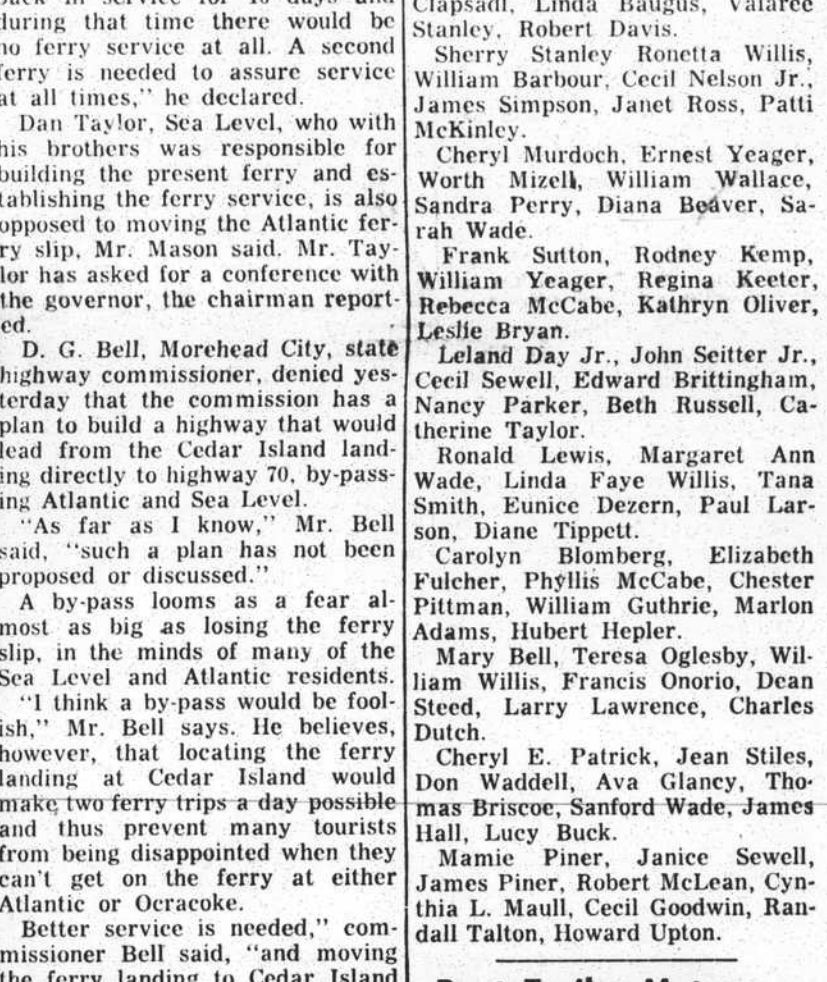 back in service for 10 days and
during that time there would be
no ferry service at all. A second
ferry is needed to assure service
at all times," he declared.
Dan Taylor, Sea Level, who with
his brothers was responsible for
building the present ferry and es-
tablishing the ferry service, is also
opposed to moving the Atlantic fer-
ry slip, Mr. Mason said. Mr. Tay-
lor has asked for a conference with
the governor, the chairman report-
ed.
D. G. Bell, Morehead City, state
highway commissioner, denied yes-
terday that the commission has a
plan to build a highway that would
lead from the Cedar Island land-
ing directly to highway 70, by-pass-
ing Atlantic and Sea Level.
"As far as I know," Mr. Bell
said, "such a plan has not been
proposed or discussed."
A by-pass looms as a fear al-
most as big as losing the ferry
slip, in the minds of many of the
Sea Level and Atlantic residents.
"I think a by-pass would be fool-
ish," Mr. Bell says. He believes,
however, that locating the ferry
landing at Cedar Island would
make two ferry trips a day possible
and thus prevent many tourists
from being disappointed when they
can't get on the ferry at either
Atlantic or Ocracoke.
Better service is needed," com-
missioner Bell said, "and moving
the ferry landing to Cedar Island
Clapsadl, Linda Baugus, Valaree
Stanley, Robert Davis.
Sherry Stanley Ronetta Willis,
William Barbour, Cecil Nelson Jr.,
James Simpson, Janet Ross, Patti
McKinley.
Cheryl Murdoch, Ernest Yeager,
Worth Mizell, William Wallace,
Sandra Perry, Diana Beaver, Sa-
rah Wade.
Frank Sutton, Rodney Kemp,
William Yeager, Regina Keeter,
Rebecca McCabe, Kathryn Oliver,
Leslie Bryan.
Leland Day Jr., John Seitter Jr.,
Cecil Sewell, Edward Brittingham,
Nancy Parker, Beth Russell, Ca-
therine Taylor.
Ronald Lewis, Margaret Ann
Wade, Linda Faye Willis, Tana
Smith, Eunice Dezern, Paul Lar-
son, Diane Tippett.
Carolyn Blomberg, Elizabeth
Fulcher, Phyllis McCabe, Chester
Pittman, William Guthrie, Marlon
Adams, Hubert Hepler.
Mary Bell, Teresa Oglesby, Wil-
liam Willis, Francis Onorio, Dean
Steed, Larry Lawrence, Charles
Dutch.
Cheryl E. Patrick, Jean Stiles,
Don Waddell, Ava Glancy, Tho-
mas Briscoe, Sanford Wade, James
Hall, Lucy Buck.
Mamie Piner, Janice Sewell,
James Piner, Robert McLean, Cyn-
thia L. Maull, Cecil Goodwin, Ran-
dall Talton, Howard Upton.